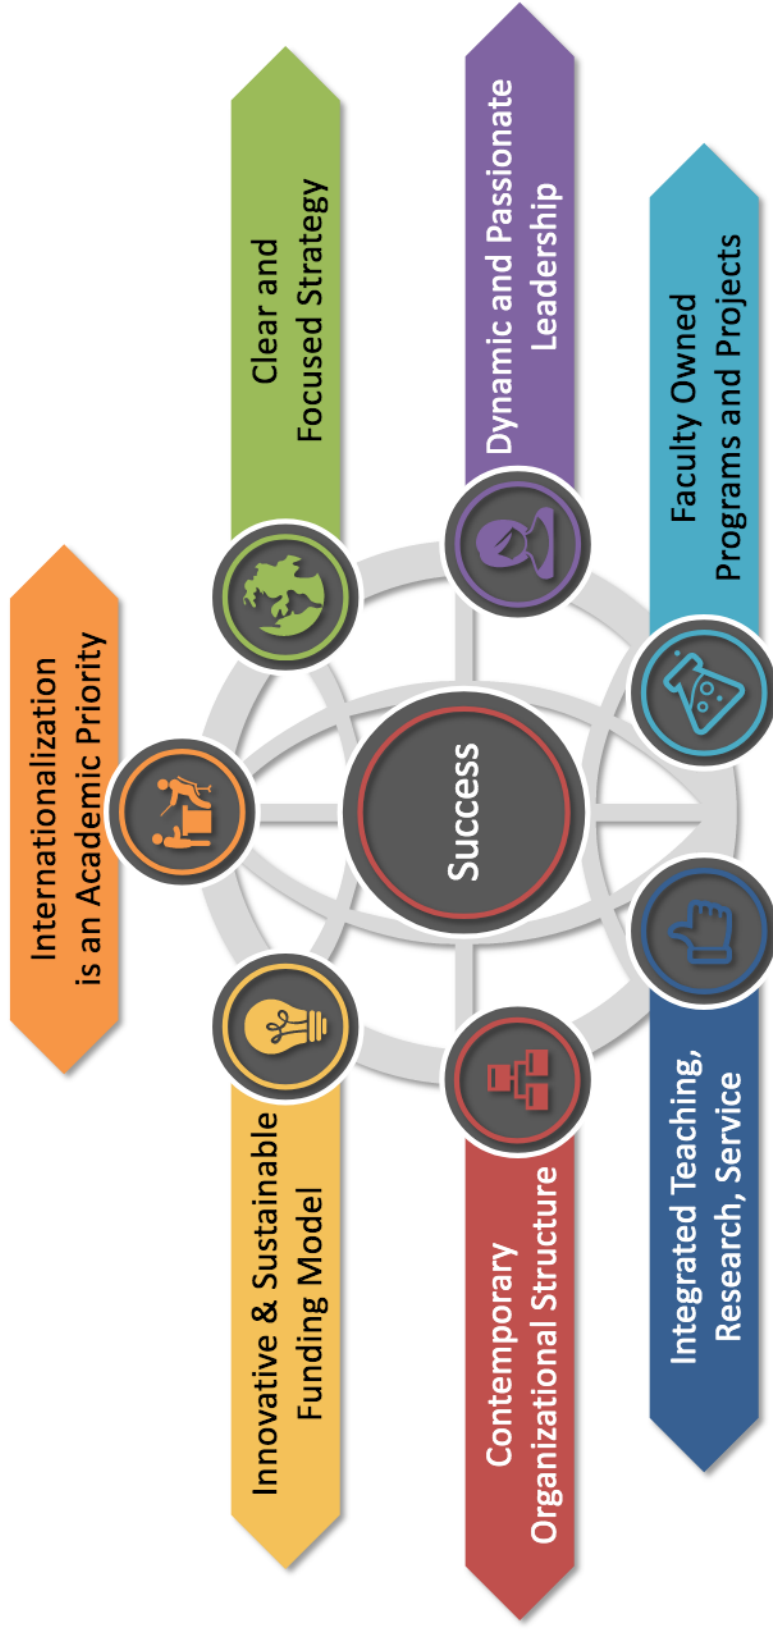 Internationalization
is an Academic Priority
Innovative & Sustainable
Funding Model
Clear and
Focused Strategy
Success
Contemporary
Organizational Structure
Dynamic and Passionate
Leadership
Integrated Teaching,
Research, Service
Faculty Owned
Programs and Projects